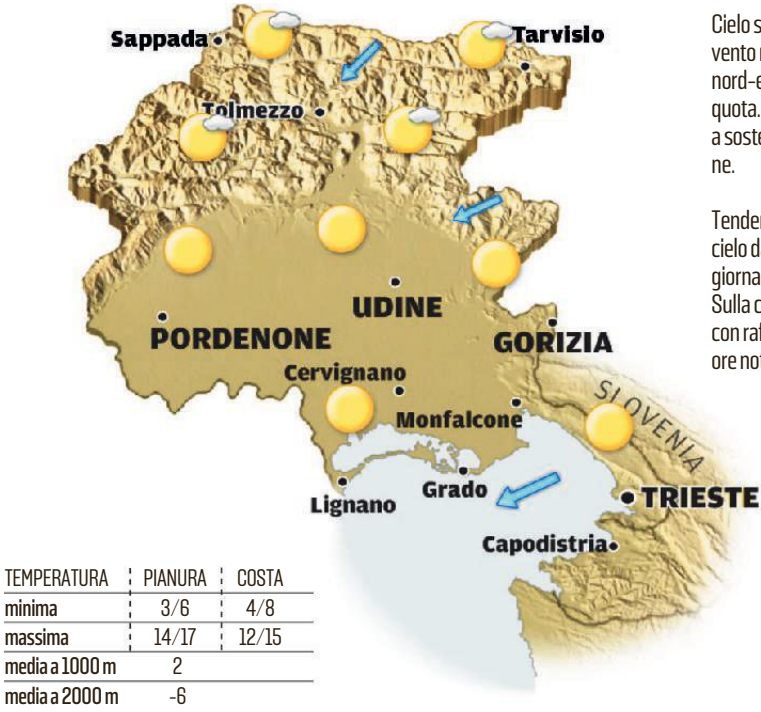 Sappada
Tarvisio
Tolmezzo
UDINE
PORDENONE
GORIZIA
Cervignano
Monfalcone
SLOVENIA
Lignano
Grado
TRIESTE
Capodistria
TEMPERATURA PIANURA COSTA
minima 3/6 4/8
massima 14/17 12/15
media a 1000 m 2
media a 2000 m -6
Cielo s
vento
nord-e
quota.
a soste
ne.
Tender
cielo d
giorna
Sulla c
con raf
ore not